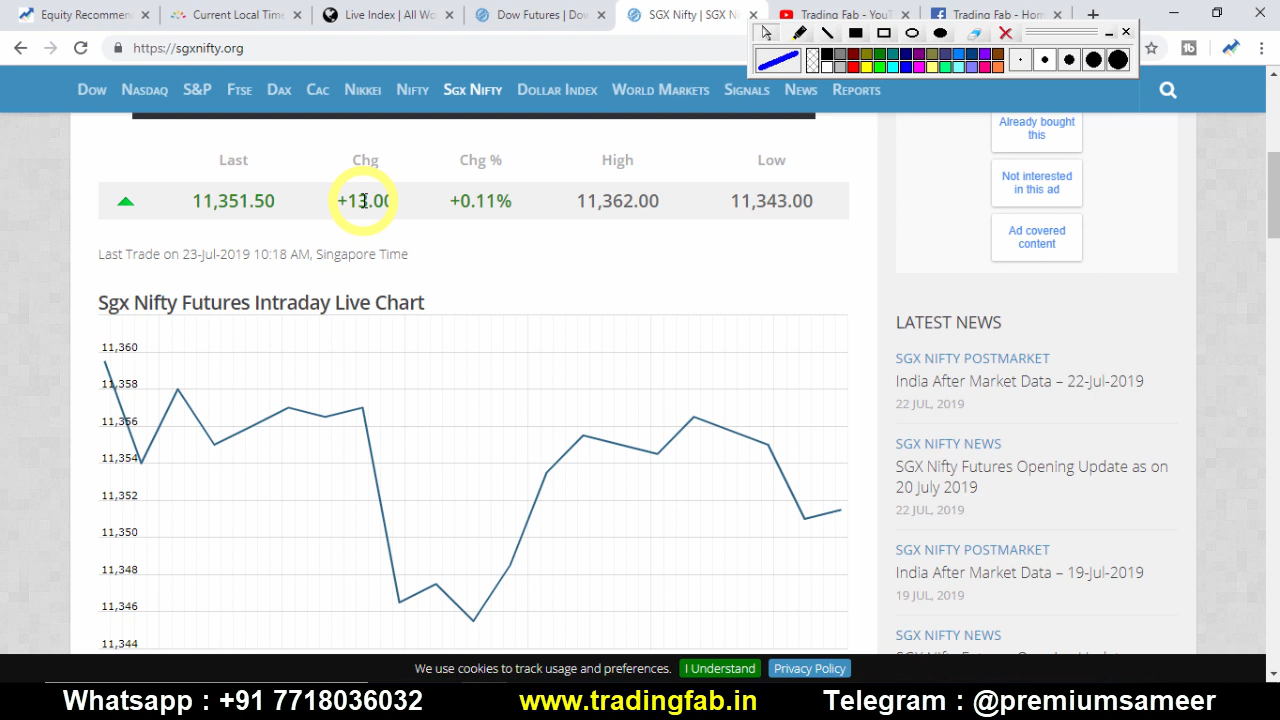 Equity Recommen
Current Local Time
Live Index | All Wo
Dow Futures | Dow
SGX Nifty | SGX N
Trading Fab - YouT
Trading Fab - Hom
https://sgxnifty.org
Dow Nasdaq S&P Ftse Dax Cac Nikkei Nifty Sgx Nifty Dollar Index World Markets Signals News Reports
Last Chg Chg % High Low
11,351.50 +13.00 +0.11% 11,362.00 11,343.00
Last Trade on 23-Jul-2019 10:18 AM, Singapore Time
Sgx Nifty Futures Intraday Live Chart
11,360
11,358
11,356
11,354
11,352
11,350
11,348
11,346
11,344
Already bought
this
Not interested
in this ad
Ad covered
content
LATEST NEWS
SGX NIFTY POSTMARKET
India After Market Data – 22-Jul-2019
22 JUL, 2019
SGX NIFTY NEWS
SGX Nifty Futures Opening Update as on
20 July 2019
22 JUL, 2019
SGX NIFTY POSTMARKET
India After Market Data – 19-Jul-2019
19 JUL, 2019
SGX NIFTY NEWS
We use cookies to track usage and preferences. I Understand Privacy Policy
Whatsapp : +91 7718036032 www.tradingfab.in Telegram : @premiumsameer